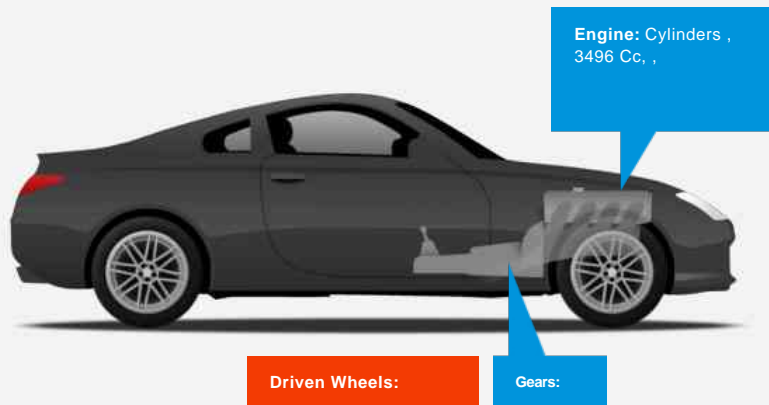 Engine: Cylinders ,
3496 Cc, ,
Driven Wheels:
Gears: